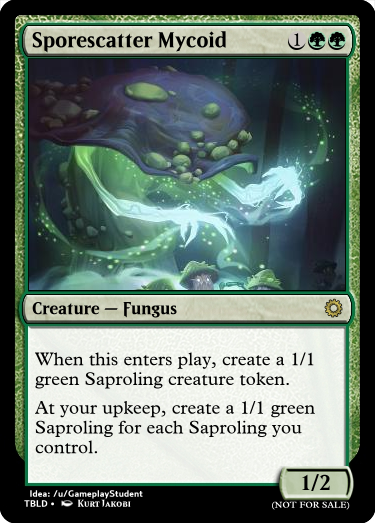 Sporescatter Mycoid 1
Creature — Fungus
When this enters play, create a 1/1
green Saproling creature token.
At your upkeep, create a 1/1 green
Saproling for each Saproling you
control.
1/2
Idea: /u/GameplayStudent
TBLD • Kurt Jakobi
(NOT FOR SALE)